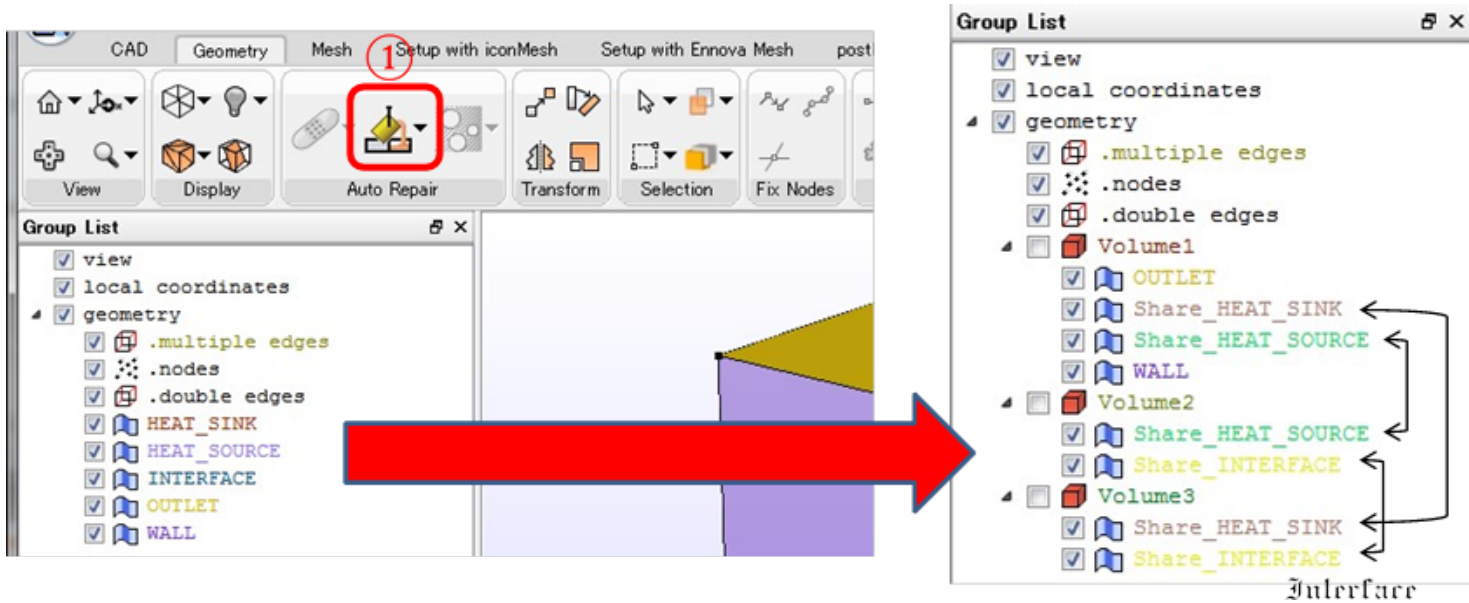 CAD Geometry Mesh Setup with iconMesh Setup with Ennova Mesh post
①
View Display Auto Repair Transform Selection Fix Nodes
Group List
view
local coordinates
geometry
.multiple edges
.nodes
.double edges
HEAT_SINK
HEAT_SOURCE
INTERFACE
OUTLET
WALL
Group List
view
local coordinates
geometry
.multiple edges
.nodes
.double edges
Volume1
OUTLET
Share_HEAT_SINK
Share_HEAT_SOURCE
WALL
Volume2
Share_HEAT_SOURCE
Share_INTERFACE
Volume3
Share_HEAT_SINK
Share_INTERFACE
Interface